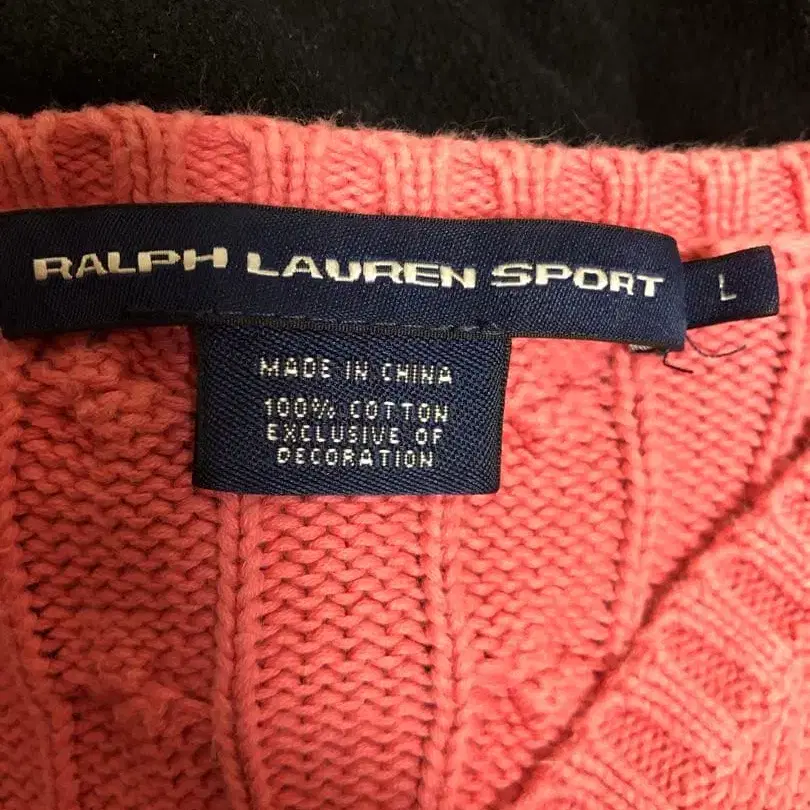 RALPH LAUREN SPORT
L
MADE IN CHINA
100% COTTON
EXCLUSIVE OF
DECORATION